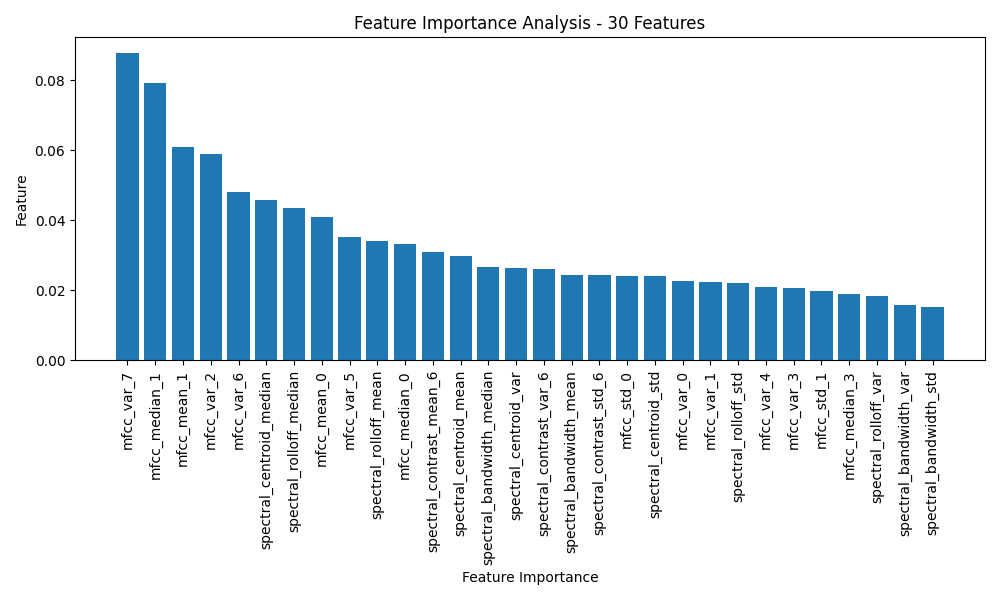 Feature Importance Analysis - 30 Features
Feature
0.08
0.06
0.04
0.02
0.00
mfcc_var_7
mfcc_median_1
mfcc_mean_1
mfcc_var_2
mfcc_var_6
spectral_centroid_median
spectral_rolloff_median
mfcc_mean_0
mfcc_var_5
spectral_rolloff_mean
mfcc_median_0
spectral_contrast_mean_6
spectral_centroid_mean
spectral_bandwidth_median
spectral_centroid_var
spectral_contrast_var_6
spectral_bandwidth_mean
spectral_contrast_std_6
mfcc_std_0
spectral_centroid_std
mfcc_var_0
mfcc_var_1
spectral_rolloff_std
mfcc_var_4
mfcc_var_3
mfcc_std_1
mfcc_median_3
spectral_rolloff_var
spectral_bandwidth_var
spectral_bandwidth_std
Feature Importance